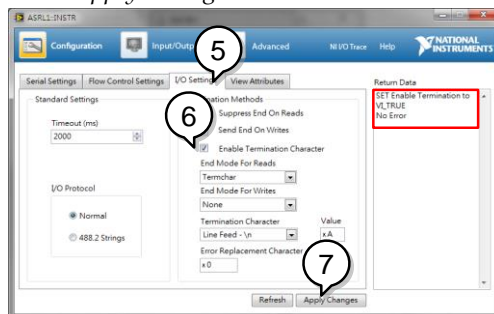 ASRL1:INSTR
Configuration
Input/Outp
Advanced
NI I/O Trace
Help
NATIONAL
INSTRUMENTS
5
Serial Settings
Flow Control Settings
I/O Settin
View Attributes
Return Data
Standard Settings
nation Methods
SET Enable Termination to
VI_TRUE
No Error
Timeout (ms)
2000
6
Suppress End On Reads
Send End On Writes
Enable Termination Character
End Mode For Reads
Termchar
End Mode For Writes
None
I/O Protocol
Normal
488.2 Strings
Termination Character
Value
Line Feed - \n
xA
Error Replacement Character
x0
7
Refresh
Apply Changes